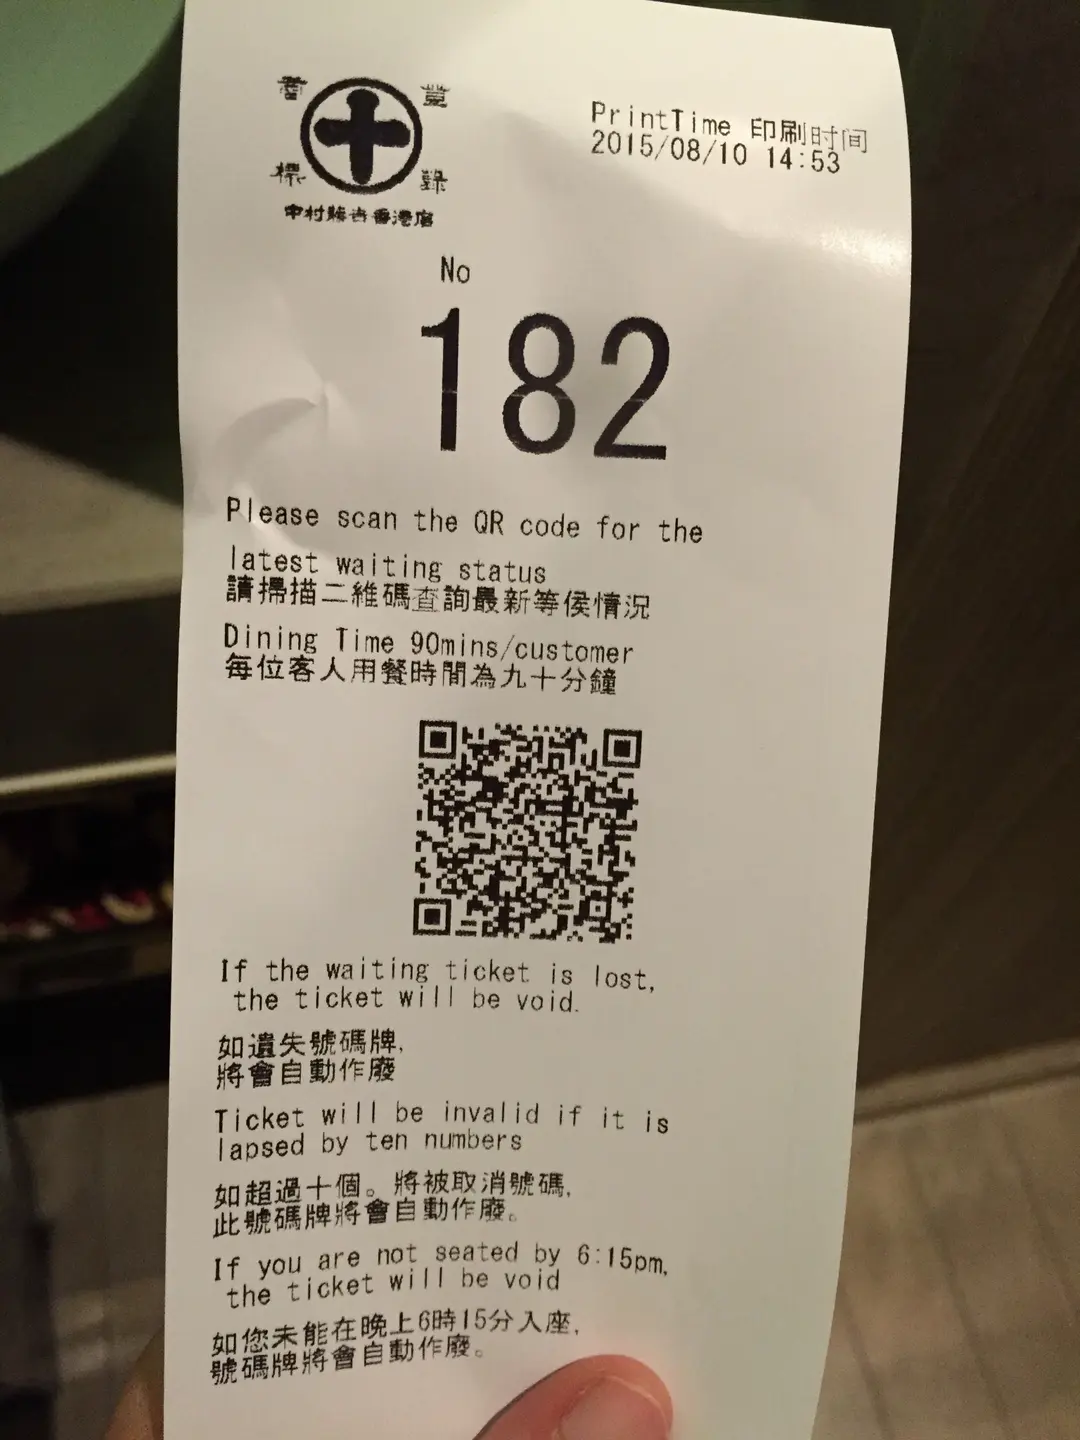 登錄
商標
中村藤吉香港店
PrintTime 印刷时间
2015/08/10 14:53
No
182
Please scan the QR code for the
latest waiting status
請掃描二維碼查詢最新等侯情況
Dining Time 90mins/customer
每位客人用餐時間為九十分鐘
If the waiting ticket is lost,
the ticket will be void.
如遺失號碼牌,
將會自動作廢
Ticket will be invalid if it is
lapsed by ten numbers
如超過十個。將被取消號碼,
此號碼牌將會自動作廢。
If you are not seated by 6:15pm,
the ticket will be void
如您未能在晚上6時15分入座,
號碼牌將會自動作廢。